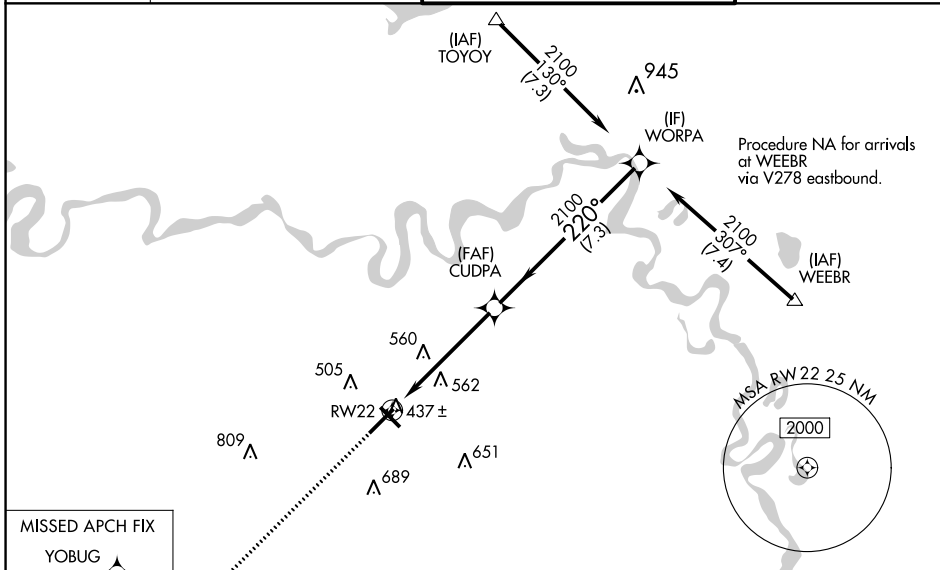 (IAF)
TOYOY
2100
130°
(7.3)
945
(IF)
WORPA
Procedure NA for arrivals
at WEEBR
via V278 eastbound.
2100
220°
(7.3)
2100
307°
(7.4)
(IAF)
WEEBR
(FAF)
CUDPA
560
505
562
RW22
437 ±
809
651
689
MSA RW22 25 NM
2000
MISSED APCH FIX
YOBUG